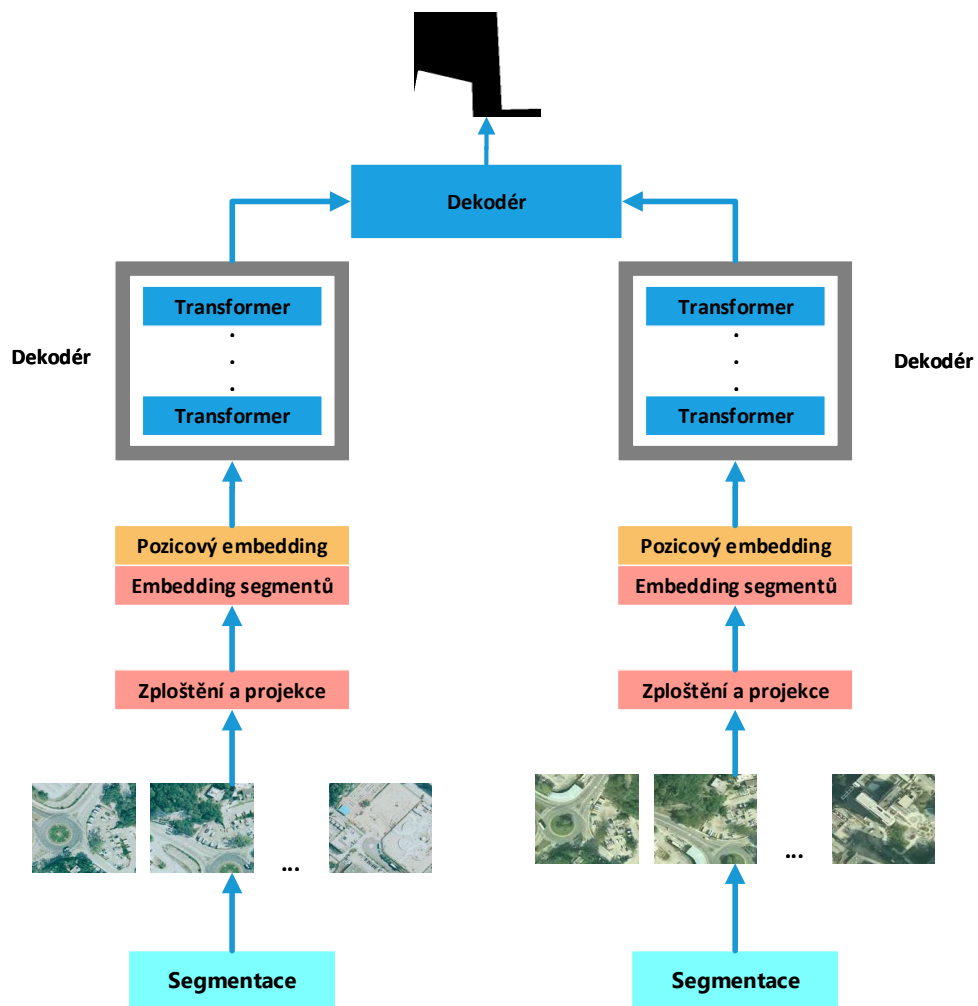 Dekodér
Transformer
.
.
.
Transformer
Dekodér
Transformer
.
.
.
Transformer
Dekodér
Pozicový embedding
Embedding segmentů
Pozicový embedding
Embedding segmentů
Zploštění a projekce
Zploštění a projekce
...
...
Segmentace
Segmentace